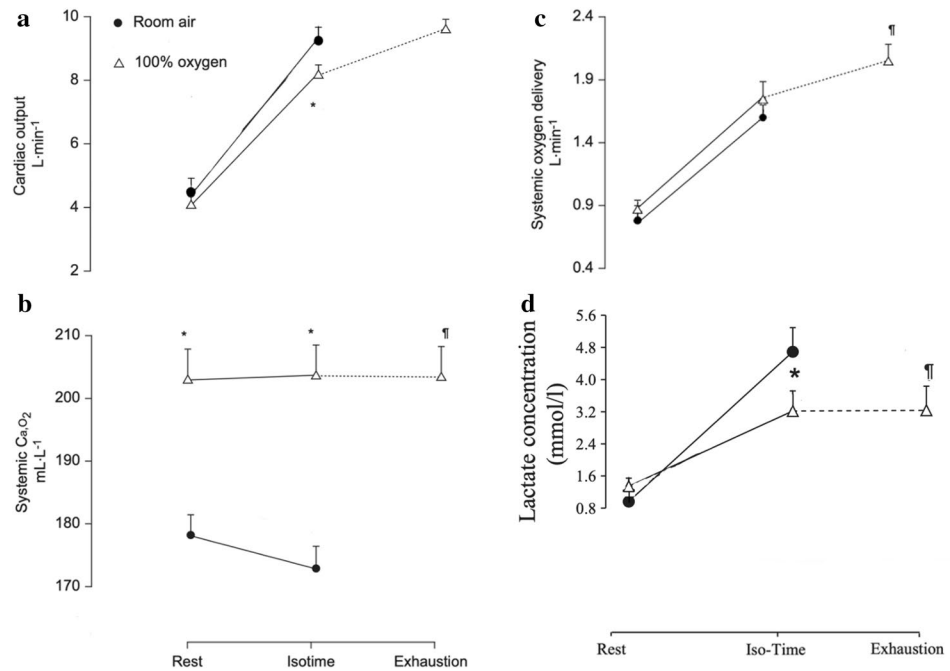 a
Room air
100% oxygen
10
8
6
4
2
Cardiac output
L·min-1
*
b
210
200
190
180
170
Systemic Ca,O2
mL·L-1
* * ¶
Rest Isotime Exhaustion
c
2.4
1.9
1.4
0.9
0.4
Systemic oxygen delivery
L·min-1
¶
d
5.6
4.8
4.0
3.2
2.4
1.6
0.8
Lactate concentration
(mmol/l)
* ¶
Rest Iso-Time Exhaustion